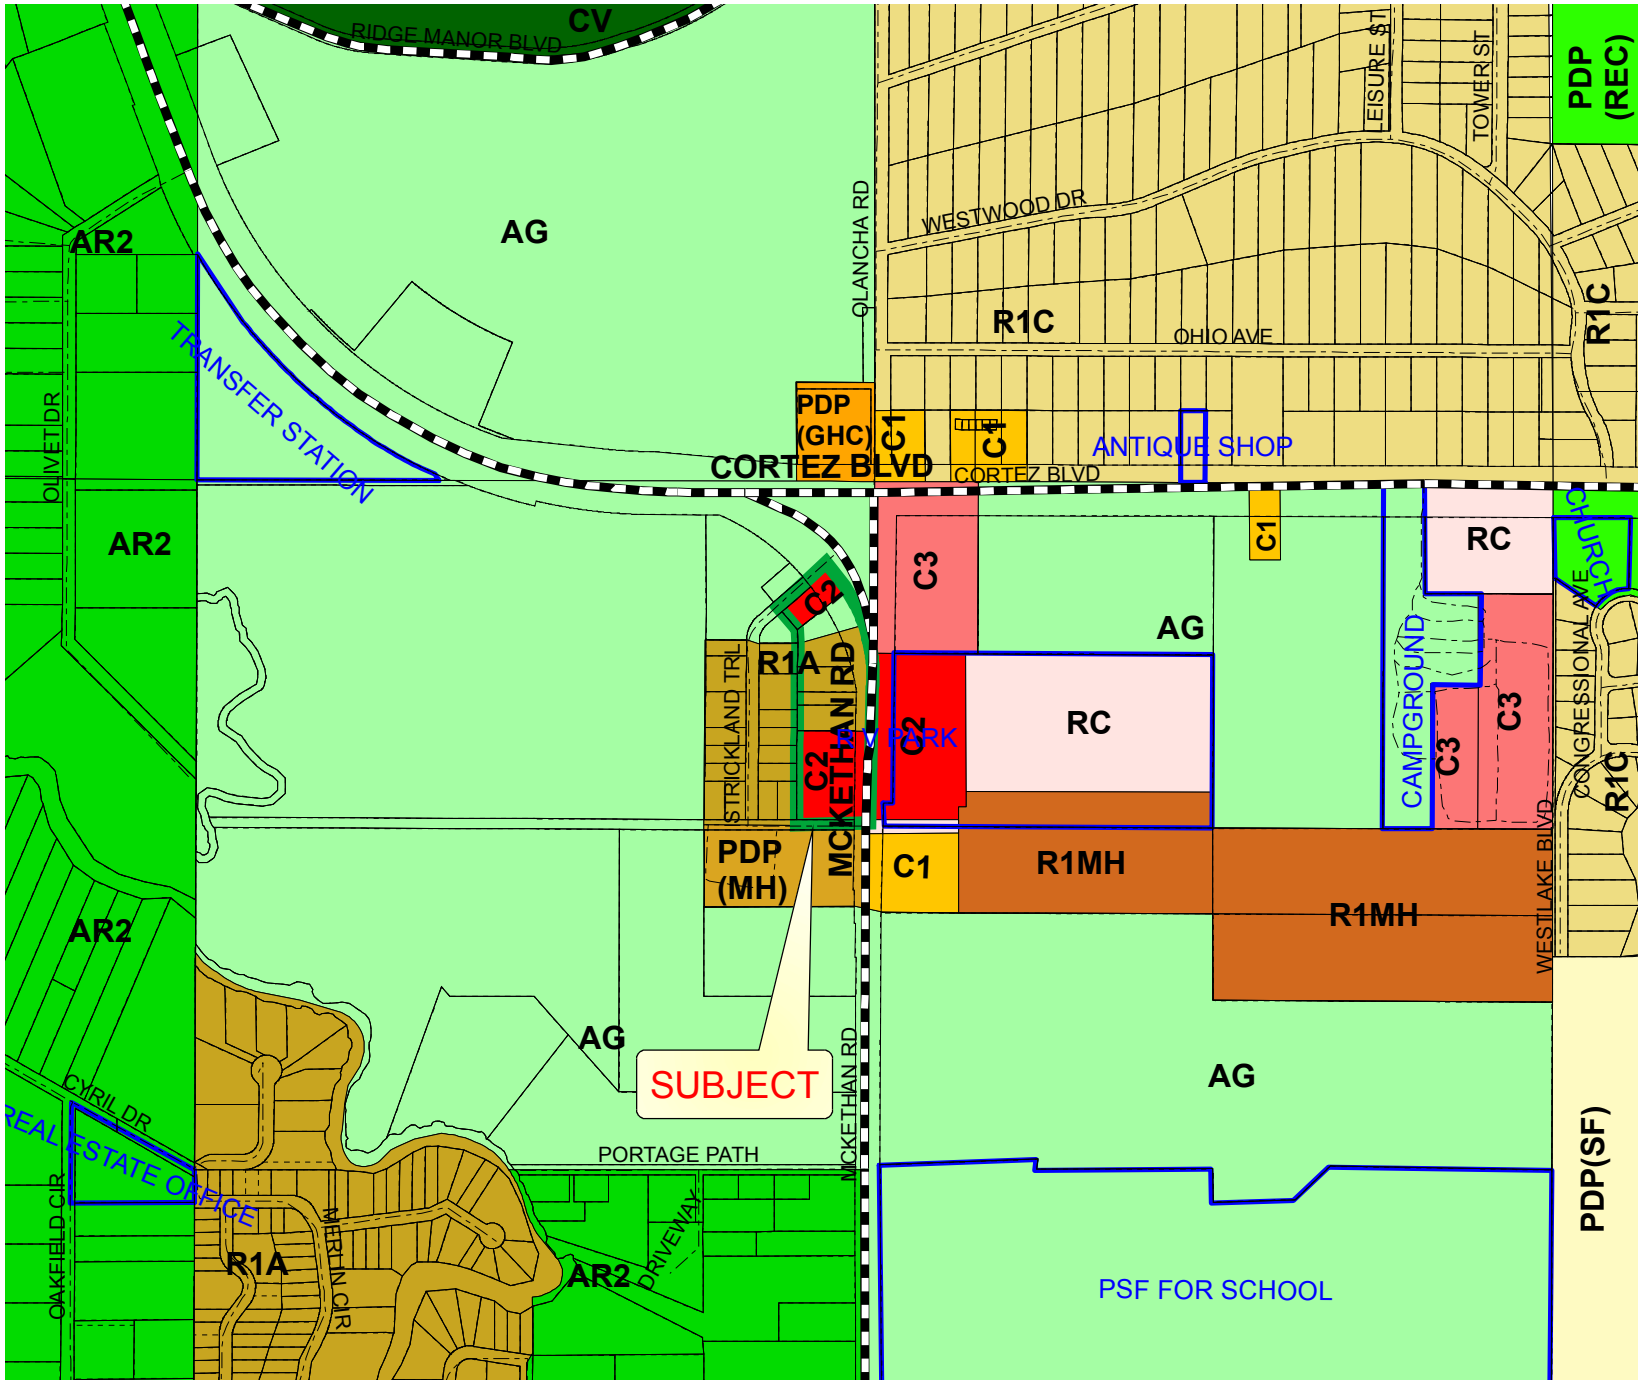 CV
RIDGE MANOR BLVD
LEISURE ST
TOWER ST
PDP
(REC)
AR2
AG
OLANCHA RD
WESTWOOD DR
R1C
OHIO AVE
R1C
TRANSFER STATION
OLIVET DR
PDP
(GHC)
C1
C1
ANTIQUE SHOP
CORTEZ BLVD
CORTEZ BLVD
AR2
C3
C1
RC
CHURCH
C2
AG
R1A
STRICKLAND TRL
MCKETHAN RD
C2
C2
RV PARK
RC
CAMPGROUND
C3
C3
CONGRESSIONAL AVE
R1C
PDP
(MH)
C1
R1MH
R1MH
WESTLAKE BLVD
AR2
AG
SUBJECT
MCKETHAN RD
AG
CYRIL DR
REAL ESTATE OFFICE
PORTAGE PATH
PDP(SF)
OAKFIELD CIR
R1A
MERLIN CIR
AR2
DRIVEWAY
PSF FOR SCHOOL